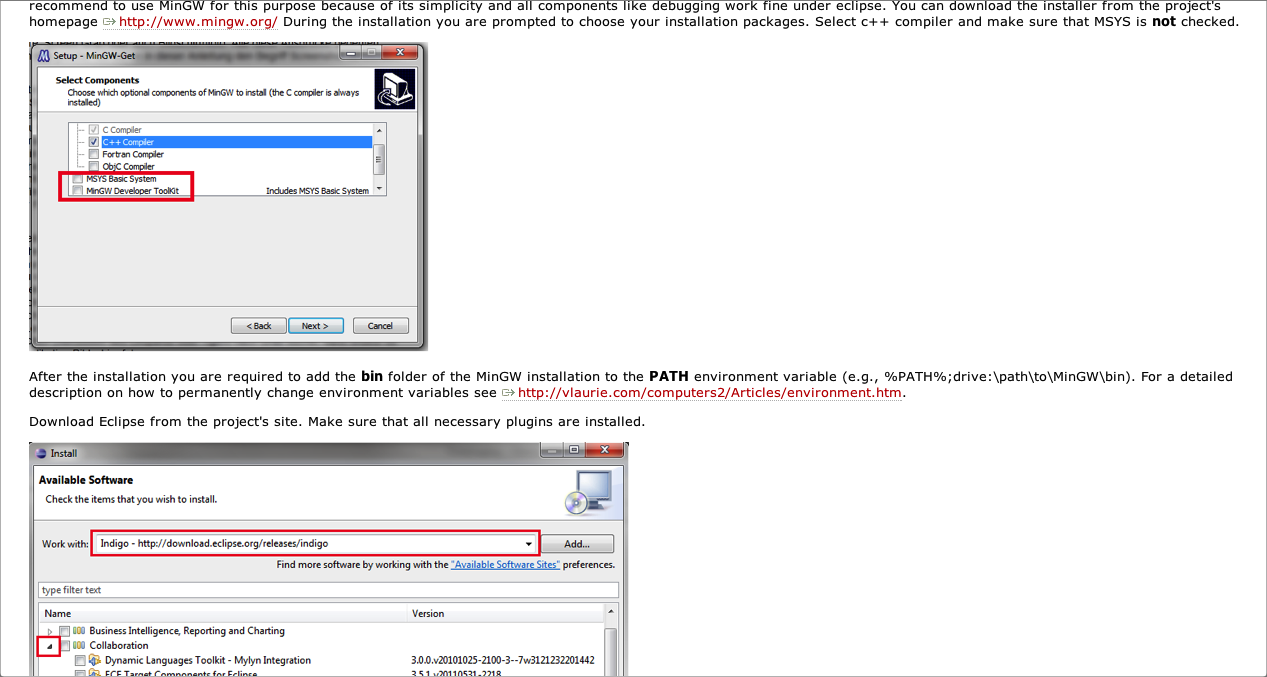 recommend to use MinGW for this purpose because of its simplicity and all components like debugging work fine under eclipse. You can download the installer from the project's
homepage http://www.mingw.org/ During the installation you are prompted to choose your installation packages. Select c++ compiler and make sure that MSYS is not checked.
Setup - MinGW-Get
Select Components
Choose which optional components of MinGW to install (the C compiler is always
installed)
C Compiler
C++ Compiler
Fortran Compiler
ObjC Compiler
MSYS Basic System
MinGW Developer ToolKit Includes MSYS Basic System
< Back Next > Cancel
After the installation you are required to add the bin folder of the MinGW installation to the PATH environment variable (e.g., %PATH%;drive:\path\to\MinGW\bin). For a detailed
description on how to permanently change environment variables see http://vlaurie.com/computers2/Articles/environment.htm.
Download Eclipse from the project's site. Make sure that all necessary plugins are installed.
Install
Available Software
Check the items that you wish to install.
Work with: Indigo - http://download.eclipse.org/releases/indigo Add...
Find more software by working with the "Available Software Sites" preferences.
type filter text
Name Version
Business Intelligence, Reporting and Charting
Collaboration
Dynamic Languages Toolkit - Mylyn Integration 3.0.0.v20101025-2100-3--7w3121232201442
ECF Target Components for Eclipse 3.5.1.v20110531-2218